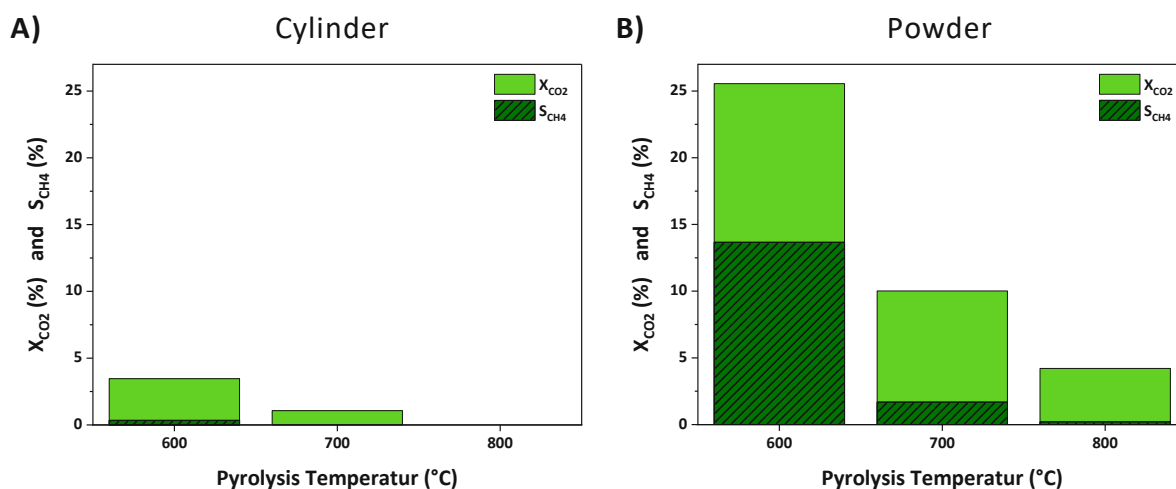 A)
Cylinder
X_CO2
S_CH4
25
20
15
10
5
0
X_CO2 (%) and S_CH4 (%)
600
700
800
Pyrolysis Temperatur (°C)
B)
Powder
X_CO2
S_CH4
25
20
15
10
5
0
X_CO2 (%) and S_CH4 (%)
600
700
800
Pyrolysis Temperatur (°C)